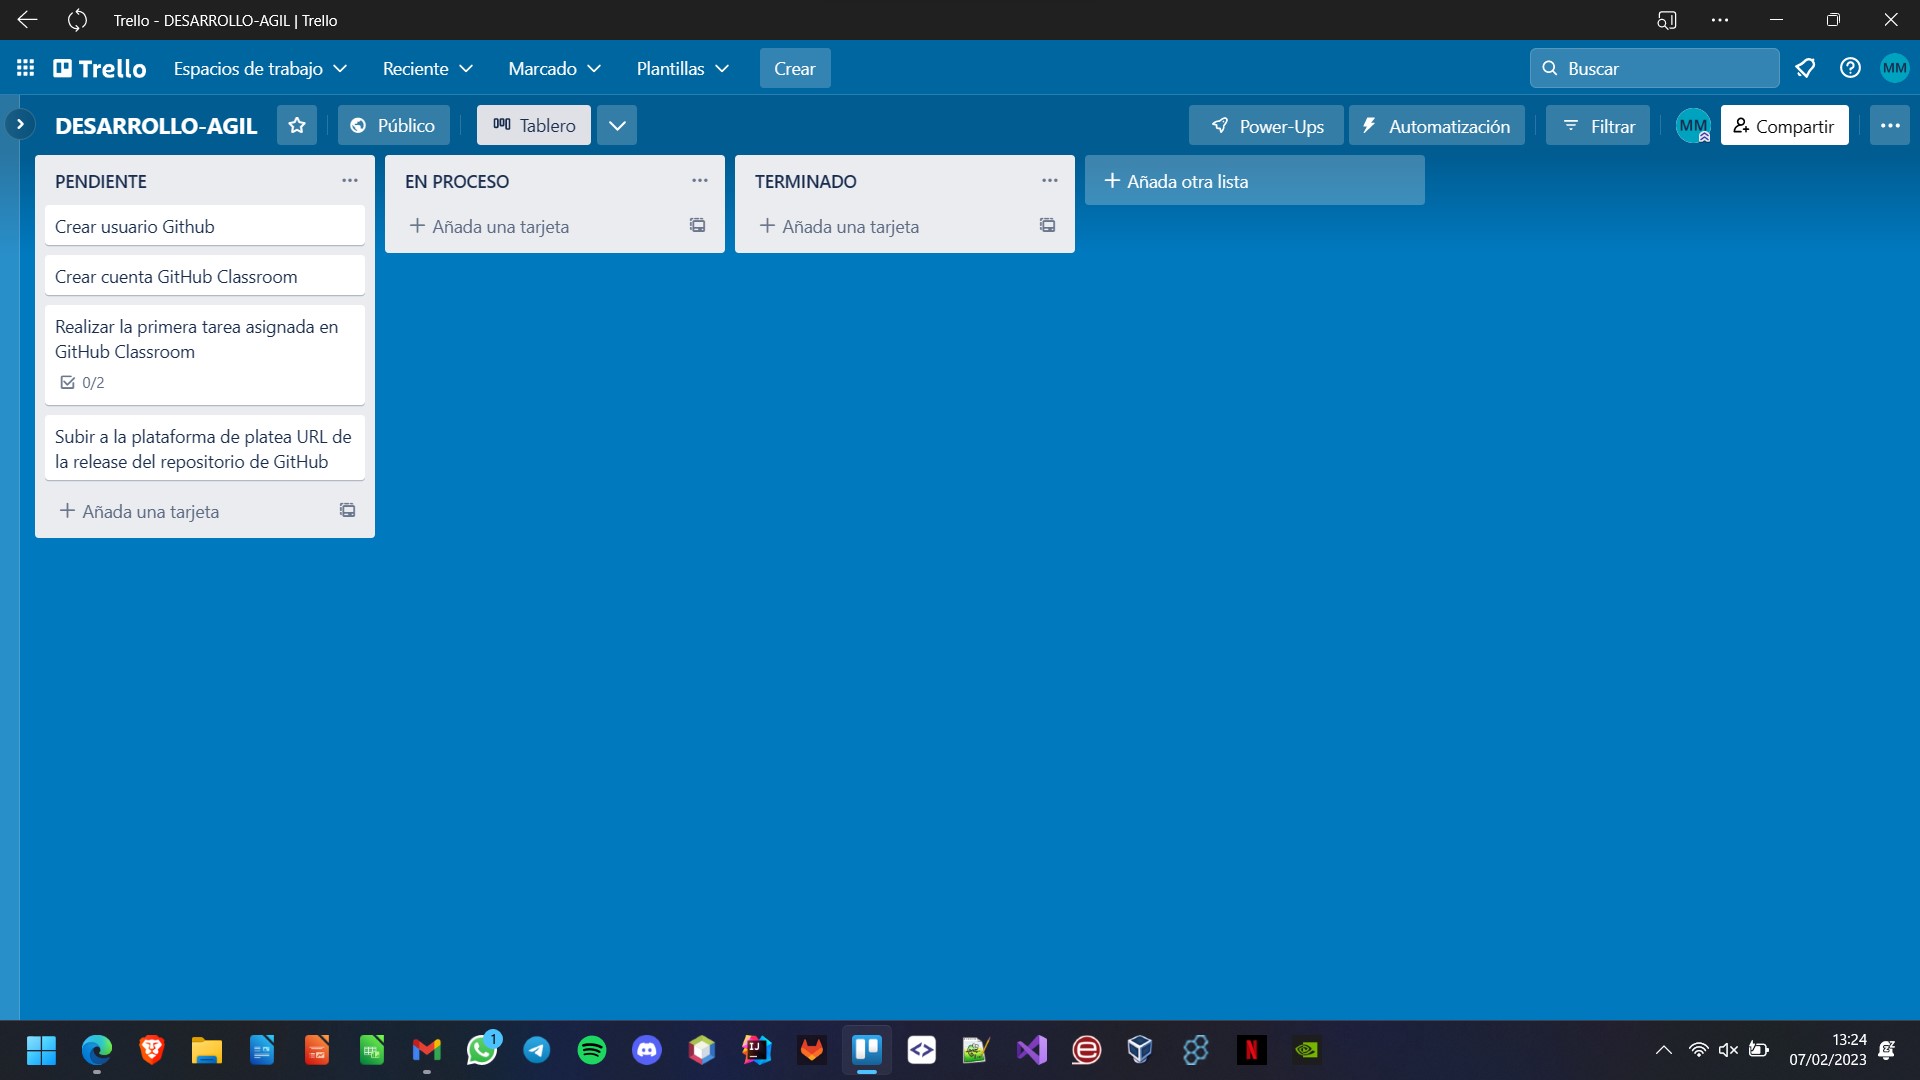 Trello - DESARROLLO-AGIL | Trello
Trello Espacios de trabajo Reciente Marcado Plantillas Crear Buscar MM
DESARROLLO-AGIL Público Tablero Power-Ups Automatización Filtrar MM Compartir
PENDIENTE
Crear usuario Github
Crear cuenta GitHub Classroom
Realizar la primera tarea asignada en
GitHub Classroom
0/2
Subir a la plataforma de platea URL de
la release del repositorio de GitHub
+ Añada una tarjeta
EN PROCESO
+ Añada una tarjeta
TERMINADO
+ Añada una tarjeta
+ Añada otra lista
1
IJ
N
13:24
07/02/2023